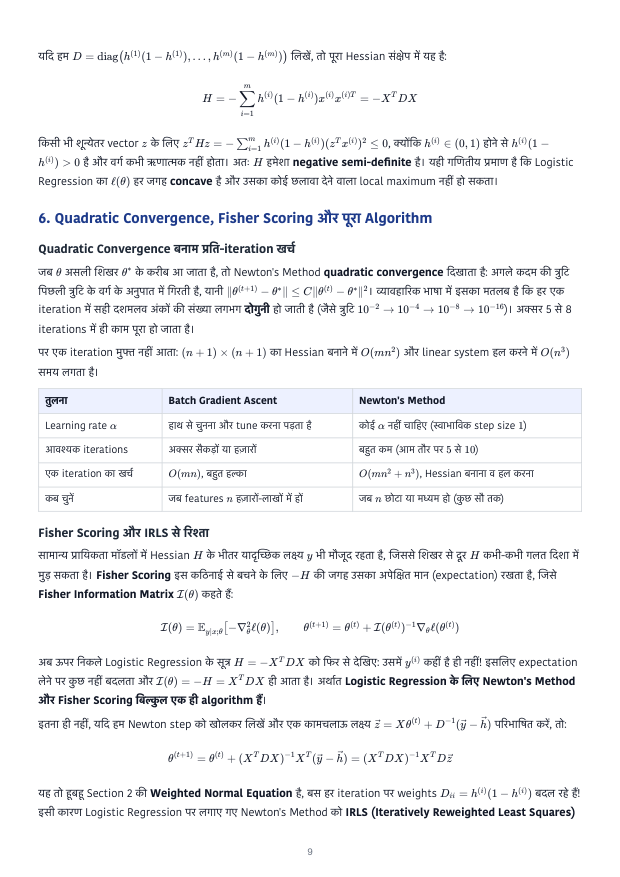 यदि हम D = diag(h^{(1)}(1 − h^{(1)}), . . . , h^{(m)}(1 − h^{(m)})) लिखें, तो पूरा Hessian संक्षेप में यह है:
H = − \sum_{i=1}^{m} h^{(i)}(1 − h^{(i)})x^{(i)}x^{(i)T} = −X^T DX
किसी भी शून्येतर vector z के लिए z^T Hz = − \sum_{i=1}^{m} h^{(i)}(1 − h^{(i)})(z^T x^{(i)})^2 ≤ 0, क्योंकि h^{(i)} ∈ (0, 1) होने से h^{(i)}(1 −
h^{(i)}) > 0 है और वर्ग कभी ऋणात्मक नहीं होता। अतः H हमेशा negative semi-definite है। यही गणितीय प्रमाण है कि Logistic
Regression का ℓ(θ) हर जगह concave है और उसका कोई छलावा देने वाला local maximum नहीं हो सकता।
6. Quadratic Convergence, Fisher Scoring और पूरा Algorithm
Quadratic Convergence बनाम प्रति-iteration खर्च
जब θ असली शिखर θ^* के करीब आ जाता है, तो Newton's Method quadratic convergence दिखाता है: अगले कदम की त्रुटि
पिछली त्रुटि के वर्ग के अनुपात में गिरती है, यानी ∥θ^{(t+1)} − θ^*∥ ≤ C∥θ^{(t)} − θ^*∥^2। व्यावहारिक भाषा में इसका मतलब है कि हर एक
iteration में सही दशमलव अंकों की संख्या लगभग दोगुनी हो जाती है (जैसे त्रुटि 10^{−2} → 10^{−4} → 10^{−8} → 10^{−16})। अक्सर 5 से 8
iterations में ही काम पूरा हो जाता है।
पर एक iteration मुफ्त नहीं आता: (n + 1) × (n + 1) का Hessian बनाने में O(mn^2) और linear system हल करने में O(n^3)
समय लगता है।
तुलना Batch Gradient Ascent Newton's Method
Learning rate α हाथ से चुनना और tune करना पड़ता है कोई α नहीं चाहिए (स्वाभाविक step size 1)
आवश्यक iterations अक्सर सैकड़ों या हज़ारों बहुत कम (आम तौर पर 5 से 10)
एक iteration का खर्च O(mn), बहुत हल्का O(mn^2 + n^3), Hessian बनाना व हल करना
कब चुनें जब features n हज़ारों-लाखों में हों जब n छोटा या मध्यम हो (कुछ सौ तक)
Fisher Scoring और IRLS से रिश्ता
सामान्य प्रायिकता मॉडलों में Hessian H के भीतर यादृच्छिक लक्ष्य y भी मौजूद रहता है, जिससे शिखर से दूर H कभी-कभी गलत दिशा में
मुड़ सकता है। Fisher Scoring इस कठिनाई से बचने के लिए −H की जगह उसका अपेक्षित मान (expectation) रखता है, जिसे
Fisher Information Matrix \mathcal{I}(θ) कहते हैं:
\mathcal{I}(θ) = \mathbb{E}_{y|x;θ}[−∇_θ^2 ℓ(θ)], θ^{(t+1)} = θ^{(t)} + \mathcal{I}(θ^{(t)})^{−1}∇_θ ℓ(θ^{(t)})
अब ऊपर निकले Logistic Regression के सूत्र H = −X^T DX को फिर से देखिए: उसमें y^{(i)} कहीं है ही नहीं! इसलिए expectation
लेने पर कुछ नहीं बदलता और \mathcal{I}(θ) = −H = X^T DX ही आता है। अर्थात Logistic Regression के लिए Newton's Method
और Fisher Scoring बिल्कुल एक ही algorithm हैं।
इतना ही नहीं, यदि हम Newton step को खोलकर लिखें और एक कामचलाऊ लक्ष्य \vec{z} = Xθ^{(t)} + D^{−1}(\vec{y} − \vec{h}) परिभाषित करें, तो:
θ^{(t+1)} = θ^{(t)} + (X^T DX)^{−1}X^T(\vec{y} − \vec{h}) = (X^T DX)^{−1}X^T D\vec{z}
यह तो हूबहू Section 2 की Weighted Normal Equation है, बस हर iteration पर weights D_{ii} = h^{(i)}(1 − h^{(i)}) बदल रहे हैं!
इसी कारण Logistic Regression पर लगाए गए Newton's Method को IRLS (Iteratively Reweighted Least Squares)
9